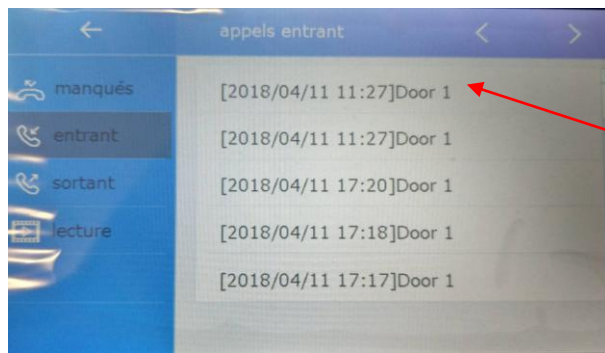 appels entrant
manqués
entrant
sortant
lecture
[2018/04/11 11:27]Door 1
[2018/04/11 11:27]Door 1
[2018/04/11 17:20]Door 1
[2018/04/11 17:18]Door 1
[2018/04/11 17:17]Door 1